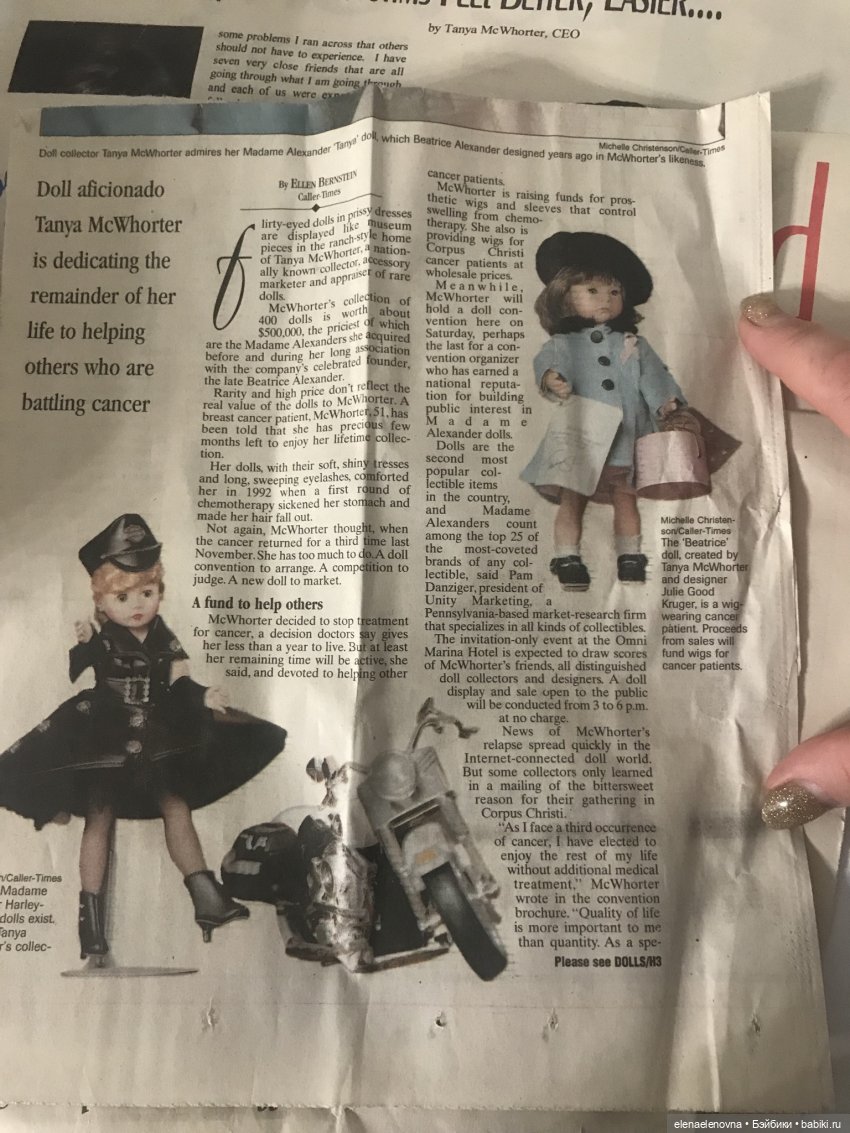 by Tanya McWhorter, CEO
some problems I ran across that others
should not have to experience. I have
seven very close friends that are all
going through what I am going through
and each of us were
Michelle Christenson/Caller-Times
Doll collector Tanya McWhorter admires her Madame Alexander 'Tanya' doll, which Beatrice Alexander designed years ago in McWhorter's likeness.
Doll aficionado
Tanya McWhorter
is dedicating the
remainder of her
life to helping
others who are
battling cancer
By ELLEN BERNSTEIN
Caller-Times
flirty-eyed dolls in prissy dresses
are displayed like museum
pieces in the ranch-style home
of Tanya McWhorter, a nation-
ally known collector, accessory
marketer and appraiser of rare
dolls.
McWhorter's collection of
400 dolls is worth about
$500,000, the priciest of which
are the Madame Alexanders she acquired
before and during her long association
with the company's celebrated founder,
the late Beatrice Alexander.
Rarity and high price don't reflect the
real value of the dolls to McWhorter. A
breast cancer patient, McWhorter, 51, has
been told that she has precious few
months left to enjoy her lifetime collec-
tion.
Her dolls, with their soft, shiny tresses
and long, sweeping eyelashes, comforted
her in 1992 when a first round of
chemotherapy sickened her stomach and
made her hair fall out.
Not again, McWhorter thought, when
the cancer returned for a third time last
November. She has too much to do. A doll
convention to arrange. A competition to
judge. A new doll to market.
A fund to help others
McWhorter decided to stop treatment
for cancer, a decision doctors say gives
her less than a year to live. But at least
her remaining time will be active, she
said, and devoted to helping other
cancer patients.
McWhorter is raising funds for pros-
thetic wigs and sleeves that control
swelling from chemo-
therapy. She also is
providing wigs for
Corpus Christi
cancer patients at
wholesale prices.
Meanwhile,
McWhorter will
hold a doll con-
vention here on
Saturday, perhaps
the last for a con-
vention organizer
who has earned a
national reputa-
tion for building
public interest in
Madame
Alexander dolls.
Dolls are the
second most
popular col-
lectible items
in the country,
and Madame
Alexanders count
among the top 25 of
the most-coveted
brands of any col-
lectible, said Pam
Danziger, president of
Unity Marketing, a
Pennsylvania-based market-research firm
that specializes in all kinds of collectibles.
The invitation-only event at the Omni
Marina Hotel is expected to draw scores
of McWhorter's friends, all distinguished
doll collectors and designers. A doll
display and sale open to the public
will be conducted from 3 to 6 p.m.
at no charge.
News of McWhorter's
relapse spread quickly in the
Internet-connected doll world.
But some collectors only learned
in a mailing of the bittersweet
reason for their gathering in
Corpus Christi.
"As I face a third occurrence
of cancer, I have elected to
enjoy the rest of my life
without additional medical
treatment," McWhorter
wrote in the convention
brochure. "Quality of life
is more important to me
than quantity. As a spe-
Please see DOLLS/H3
Michelle Christen-
son/Caller-Times
The 'Beatrice'
doll, created by
Tanya McWhorter
and designer
Julie Good
Kruger, is a wig-
wearing cancer
patient. Proceeds
from sales will
fund wigs for
cancer patients.
n/Caller-Times
Madame
r Harley-
dolls exist.
Tanya
r's collec-
elenaelenovna • Бэйбики • babiki.ru